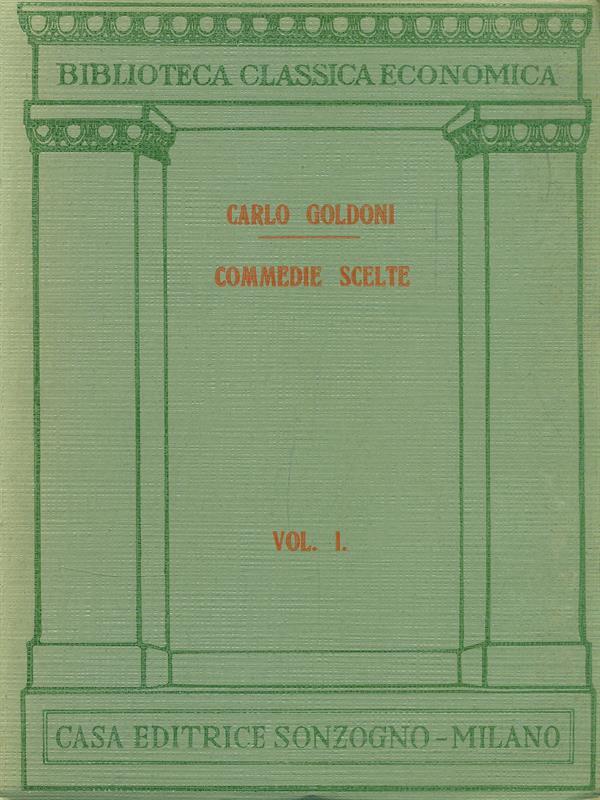 BIBLIOTECA CLASSICA ECONOMICA
CARLO GOLDONI
COMMEDIE SCELTE
VOL. I.
CASA EDITRICE SONZOGNO-MILANO